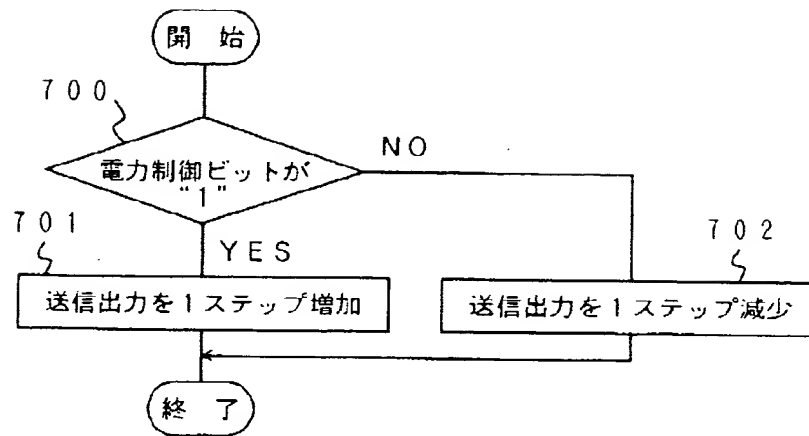 開 始
７００
電力制御ビットが
“１”
ＮＯ
７０１
ＹＥＳ
７０２
送信出力を１ステップ増加
送信出力を１ステップ減少
終 了